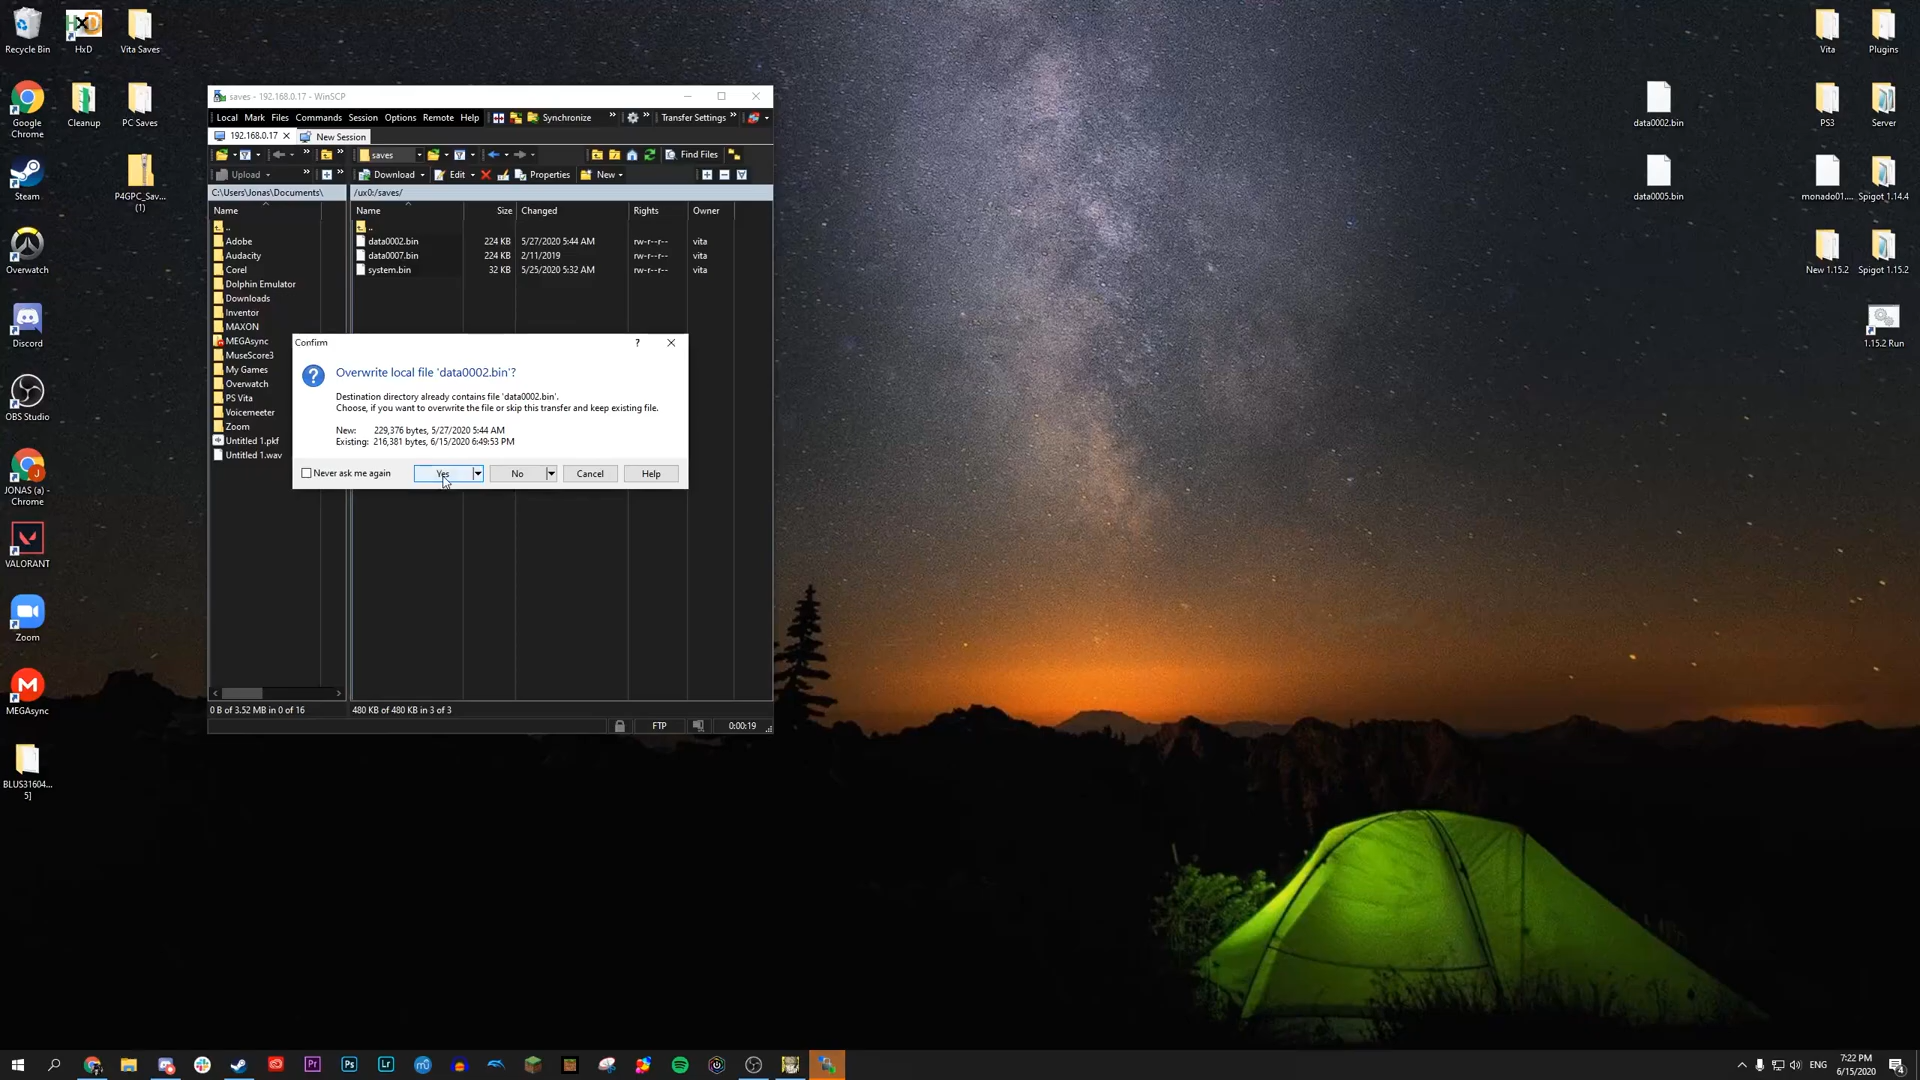 Recycle Bin
HxD
Vita Saves
Google
Chrome
Cleanup
PC Saves
Steam
P4GPC_Sav...
(1)
Overwatch
Discord
OBS Studio
JONAS (a) -
Chrome
VALORANT
Zoom
MEGAsync
BLUS31604...
5]
saves - 192.168.0.17 - WinSCP
Local Mark Files Commands Session Options Remote Help Synchronize Transfer Settings
192.168.0.17 New Session
saves Find Files
Upload Download Edit Properties New
C:\Users\Jonas\Documents\
Name
..
Adobe
Audacity
Corel
Dolphin Emulator
Downloads
Inventor
MAXON
MEGAsync
MuseScore3
My Games
Overwatch
PS Vita
Voicemeeter
Zoom
Untitled 1.pkf
Untitled 1.wav
/ux0:/saves/
Name Size Changed Rights Owner
..
data0002.bin 224 KB 5/27/2020 5:44 AM rw-r--r-- vita
data0007.bin 224 KB 2/11/2019 rw-r--r-- vita
system.bin 32 KB 5/25/2020 5:32 AM rw-r--r-- vita
Confirm
?
Overwrite local file 'data0002.bin'?
Destination directory already contains file 'data0002.bin'.
Choose, if you want to overwrite the file or skip this transfer and keep existing file.
New: 229,376 bytes, 5/27/2020 5:44 AM
Existing: 216,381 bytes, 6/15/2020 6:49:53 PM
Never ask me again Yes No Cancel Help
0 B of 3.52 MB in 0 of 16
480 KB of 480 KB in 3 of 3
FTP 0:00:19
data0002.bin
data0005.bin
Vita
Plugins
PS3
Server
monado01....
Spigot 1.14.4
New 1.15.2
Spigot 1.15.2
1.15.2 Run
ENG
7:22 PM
6/15/2020